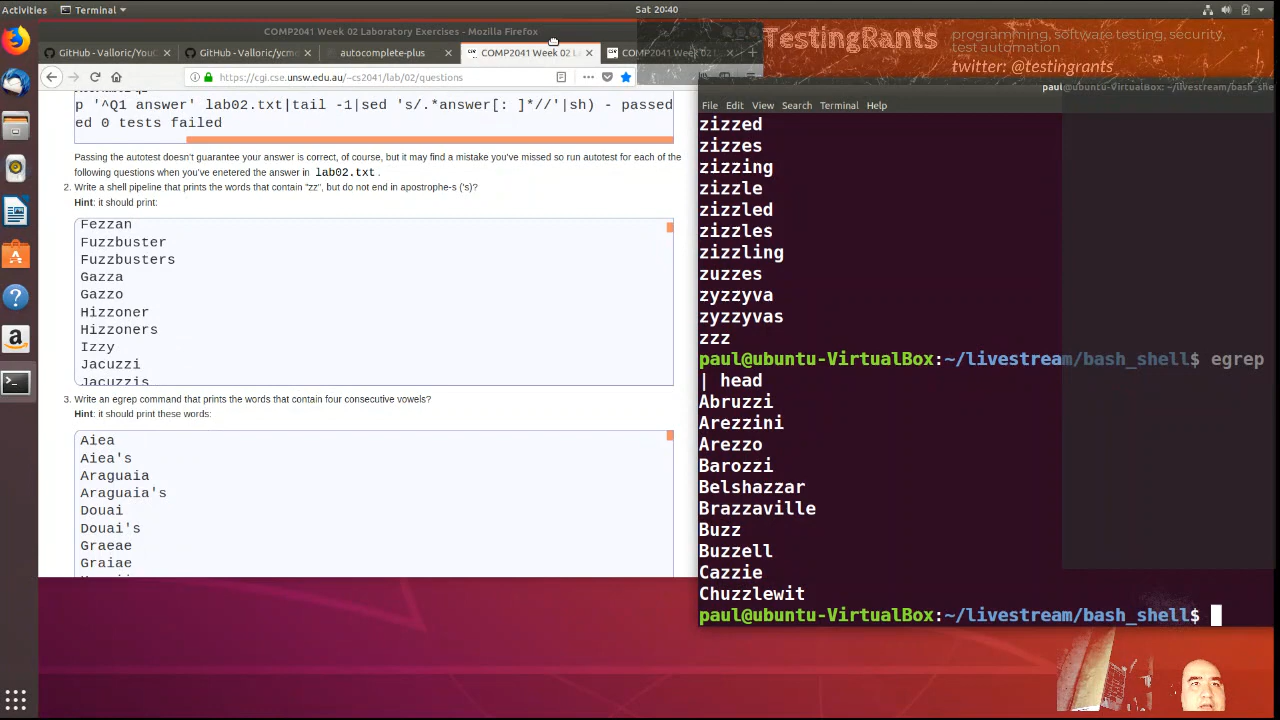 Activities
Terminal
Sat 20:40
COMP2041 Week 02 Laboratory Exercises - Mozilla Firefox
GitHub - Valloric/You
GitHub - Valloric/ycm
autocomplete-plus
COMP2041 Week 02 L
COMP2041 Week 02
https://cgi.cse.unsw.edu.au/~cs2041/lab/02/questions
TestingRants
programming, software testing, security,
test automation
twitter: @testingrants
p '^Q1 answer' lab02.txt|tail -1|sed 's/.*answer[: ]*//'|sh) - passed
ed 0 tests failed
Passing the autotest doesn't guarantee your answer is correct, of course, but it may find a mistake you've missed so run autotest for each of the
following questions when you've enetered the answer in lab02.txt .
2. Write a shell pipeline that prints the words that contain "zz", but do not end in apostrophe-s ('s)?
Hint: it should print:
Fezzan
Fuzzbuster
Fuzzbusters
Gazza
Gazzo
Hizzoner
Hizzoners
Izzy
Jacuzzi
Jacuzzis
3. Write an egrep command that prints the words that contain four consecutive vowels?
Hint: it should print these words:
Aiea
Aiea's
Araguaia
Araguaia's
Douai
Douai's
Graeae
Graiae
paul@ubuntu-VirtualBox: ~/livestream/bash_she
File Edit View Search Terminal Help
zizzed
zizzes
zizzing
zizzle
zizzled
zizzles
zizzling
zuzzes
zyzzyva
zyzzyvas
zzz
paul@ubuntu-VirtualBox:~/livestream/bash_shell$ egrep
| head
Abruzzi
Arezzini
Arezzo
Barozzi
Belshazzar
Brazzaville
Buzz
Buzzell
Cazzie
Chuzzlewit
paul@ubuntu-VirtualBox:~/livestream/bash_shell$